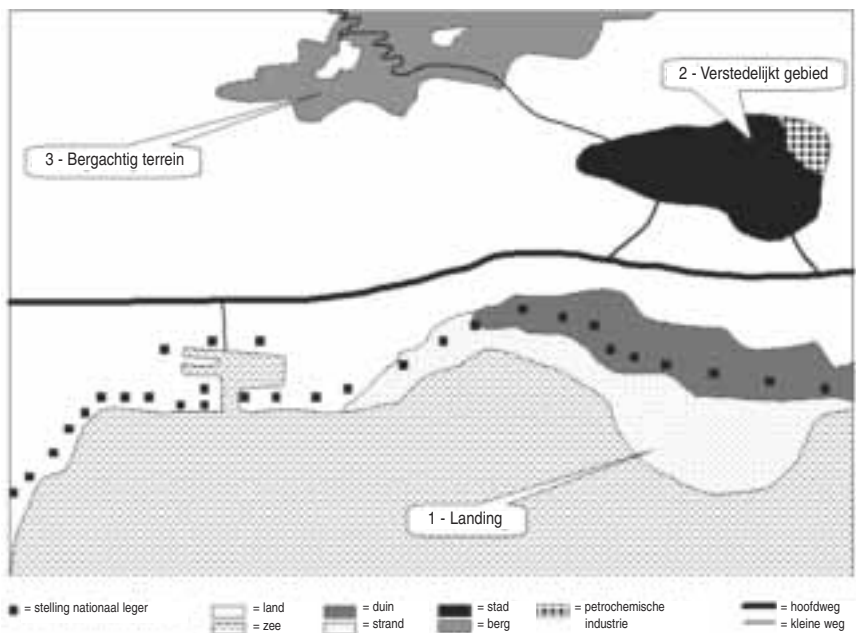 2 - Verstedelijkt gebied
3 - Bergachtig terrein
1 - Landing
= stelling nationaal leger
= land
= zee
= duin
= strand
= stad
= berg
= petrochemische
industrie
= hoofdweg
= kleine weg